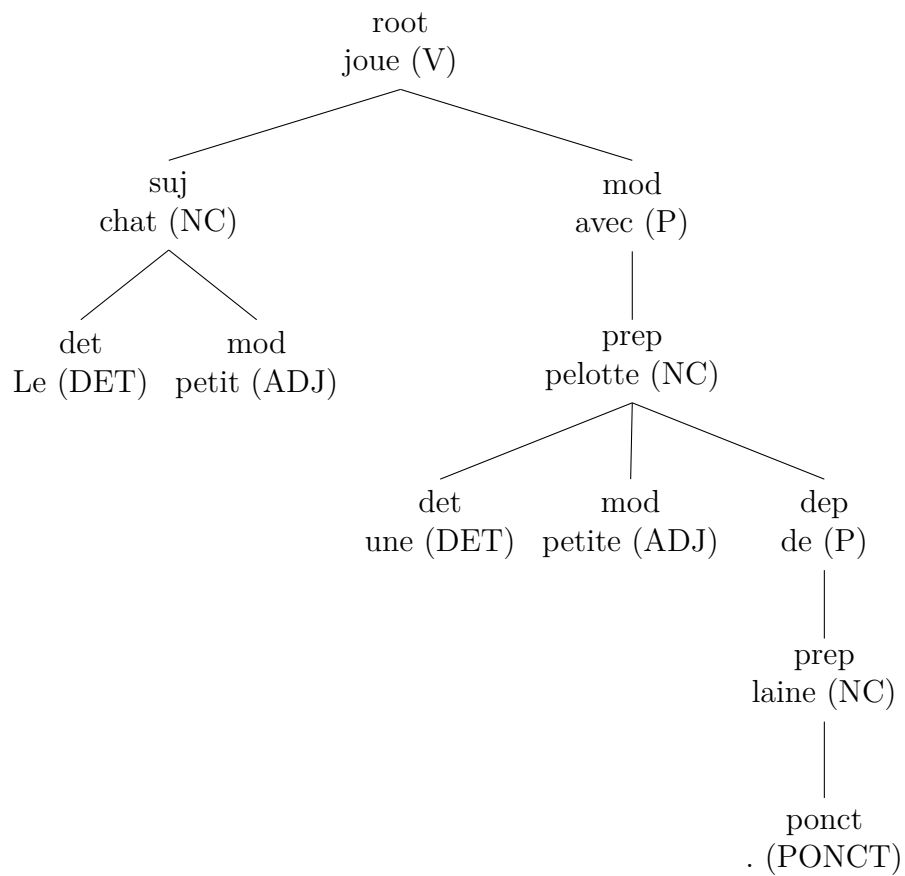 root
joue (V)
suj
chat (NC)
mod
avec (P)
det
Le (DET)
mod
petit (ADJ)
prep
pelotte (NC)
det
une (DET)
mod
petite (ADJ)
dep
de (P)
prep
laine (NC)
ponct
. (PONCT)